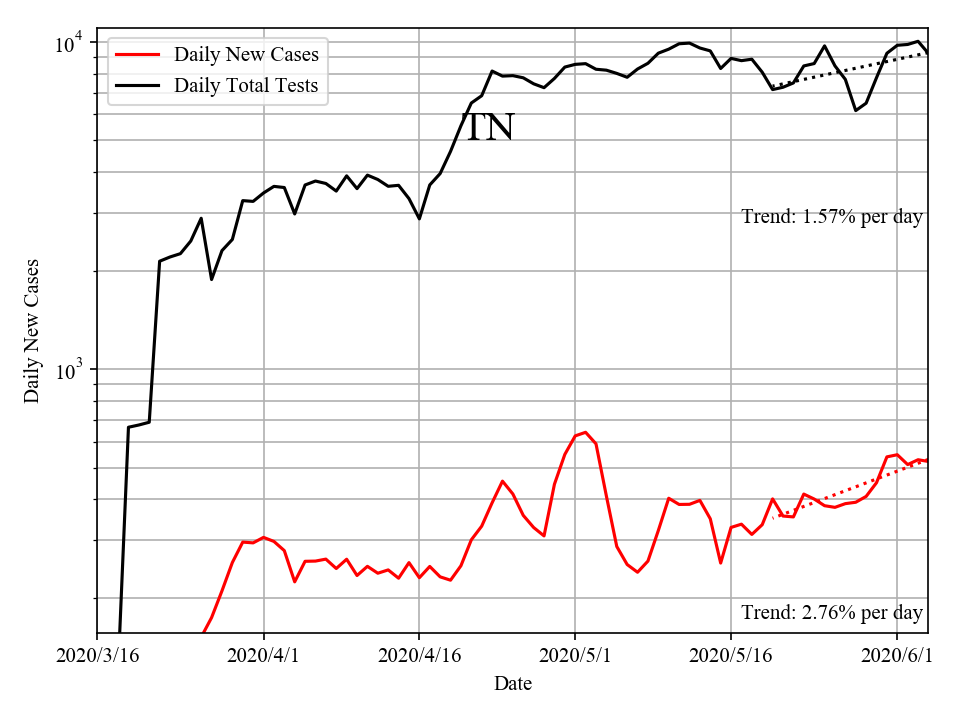 10^4
Daily New Cases
Daily Total Tests
TN
Trend: 1.57% per day
10^3
Daily New Cases
Trend: 2.76% per day
2020/3/16 2020/4/1 2020/4/16 2020/5/1 2020/5/16 2020/6/1
Date